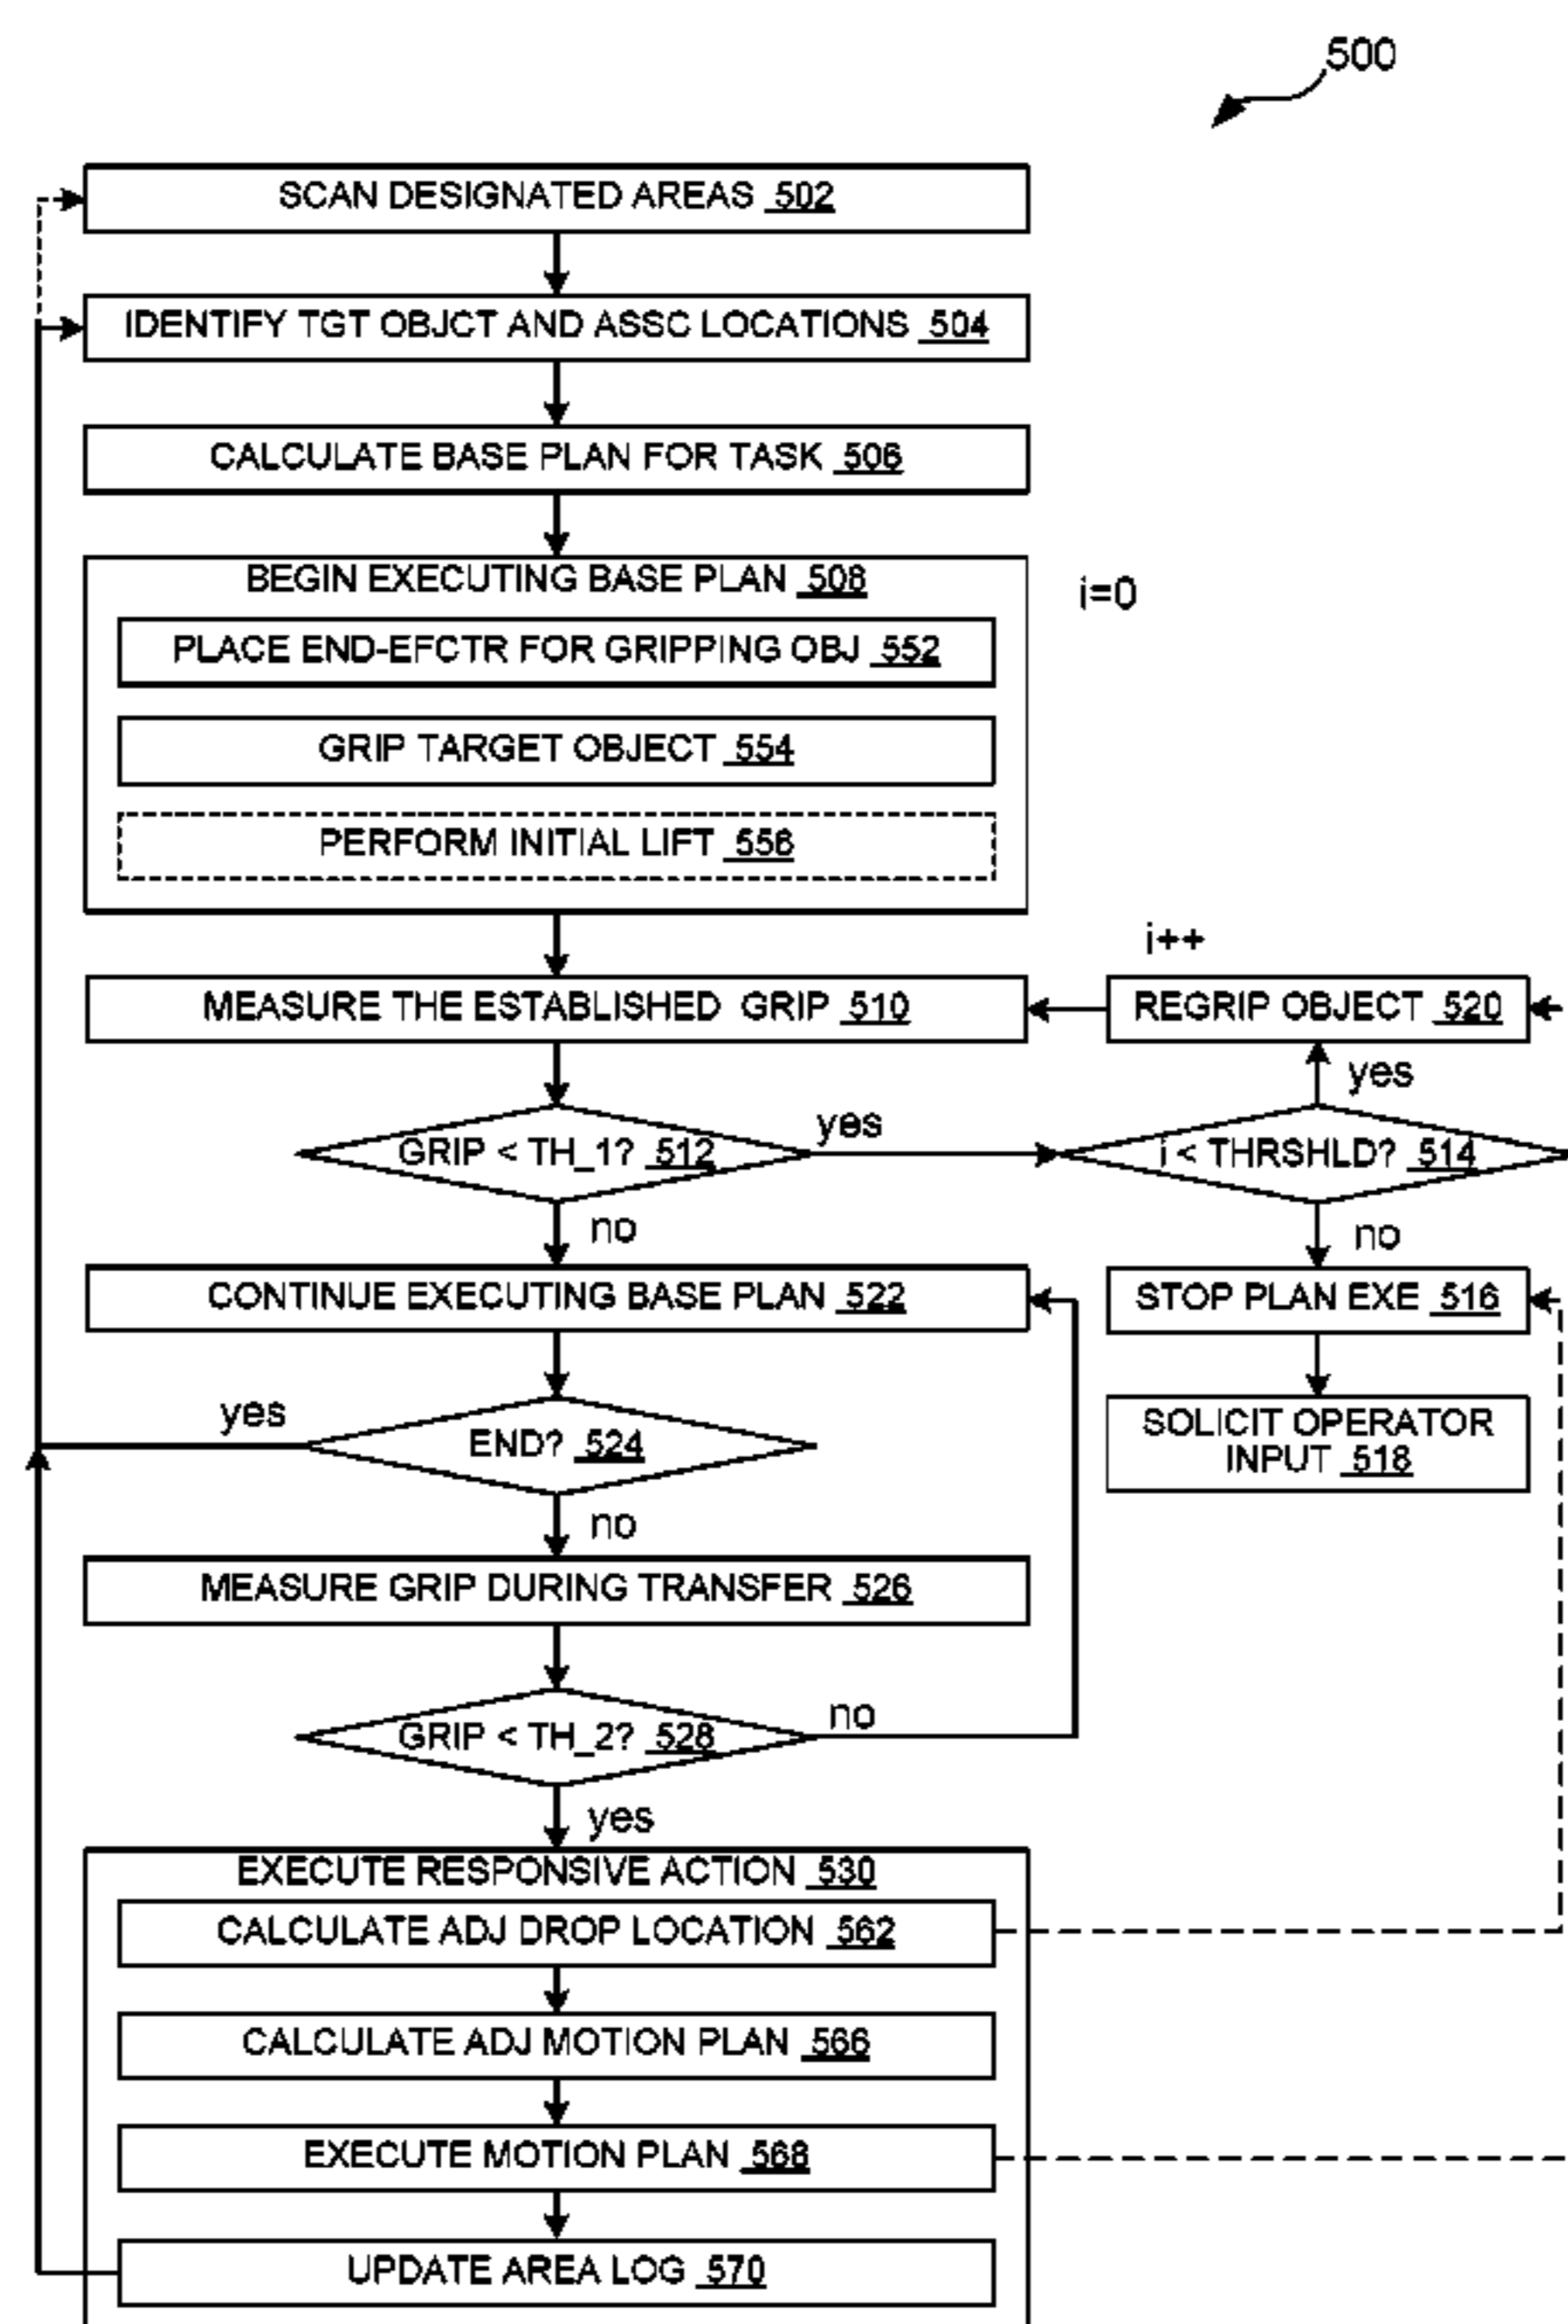 500
SCAN DESIGNATED AREAS 502
IDENTIFY TGT OBJCT AND ASSC LOCATIONS 504
CALCULATE BASE PLAN FOR TASK 506
BEGIN EXECUTING BASE PLAN 508
i=0
PLACE END-EFCTR FOR GRIPPING OBJ 552
GRIP TARGET OBJECT 554
PERFORM INITIAL LIFT 556
i++
MEASURE THE ESTABLISHED GRIP 510
REGRIP OBJECT 520
yes
yes
GRIP < TH_1? 512
i < THRSHLD? 514
no
no
CONTINUE EXECUTING BASE PLAN 522
STOP PLAN EXE 516
yes
END? 524
SOLICIT OPERATOR
INPUT 518
no
MEASURE GRIP DURING TRANSFER 526
GRIP < TH_2? 528
no
yes
EXECUTE RESPONSIVE ACTION 530
CALCULATE ADJ DROP LOCATION 562
CALCULATE ADJ MOTION PLAN 566
EXECUTE MOTION PLAN 568
UPDATE AREA LOG 570